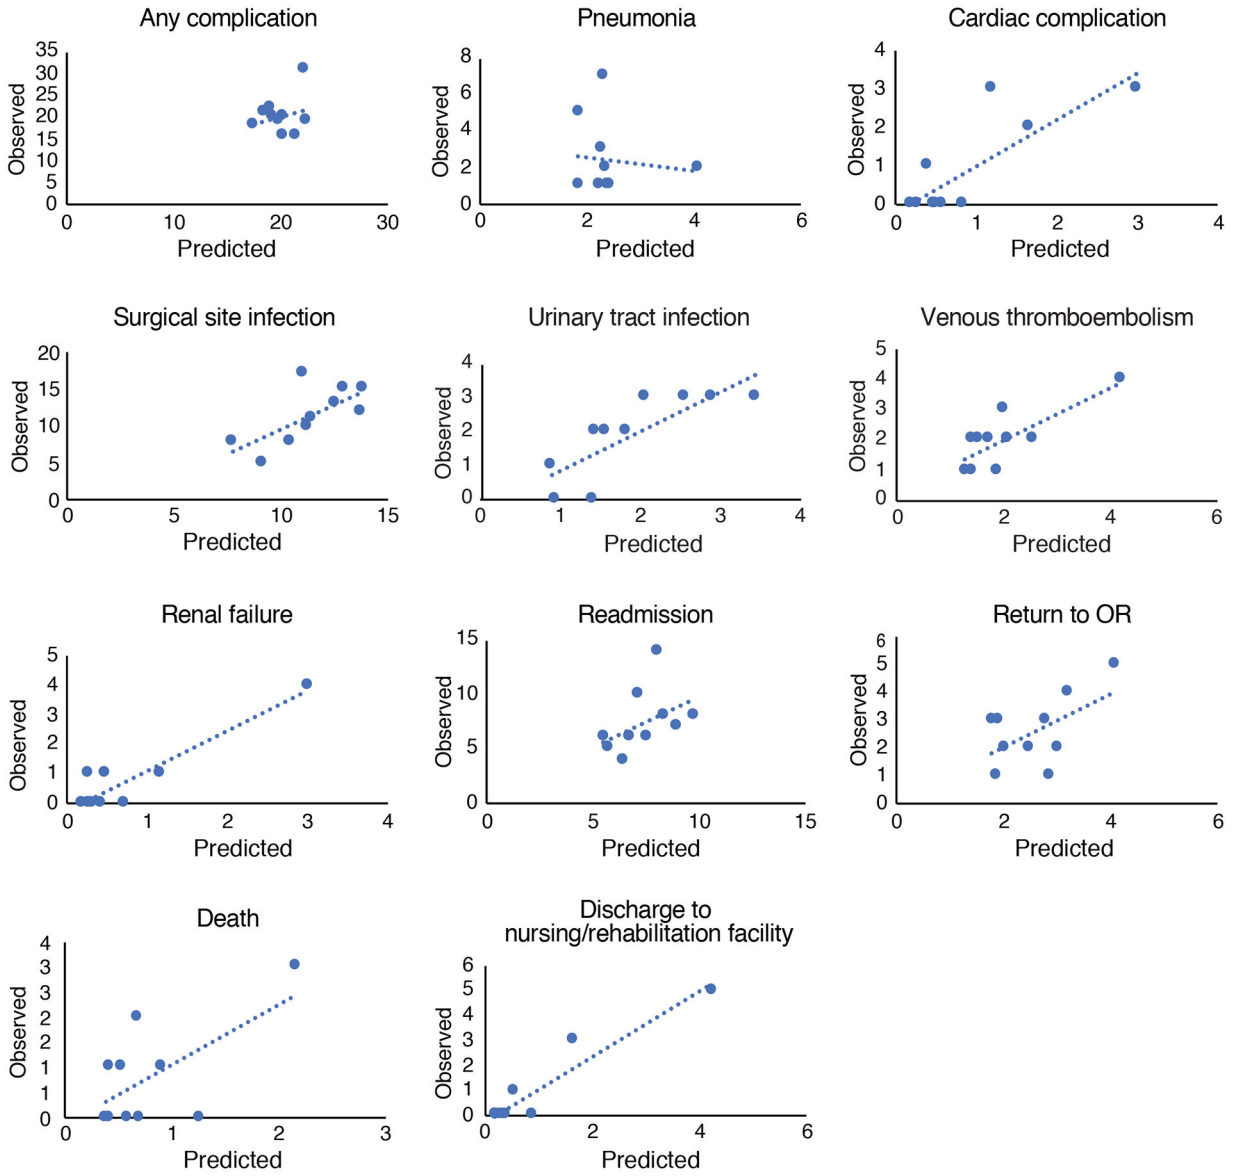 Any complication
Observed
35
30
25
20
15
10
5
0
0 10 20 30
Predicted
Pneumonia
Observed
8
6
4
2
0
0 2 4 6
Predicted
Cardiac complication
Observed
4
3
2
1
0
0 1 2 3 4
Predicted
Surgical site infection
Observed
20
15
10
5
0
0 5 10 15
Predicted
Urinary tract infection
Observed
4
3
2
1
0
0 1 2 3 4
Predicted
Venous thromboembolism
Observed
5
4
3
2
1
0
0 2 4 6
Predicted
Renal failure
Observed
5
4
3
2
1
0
0 1 2 3 4
Predicted
Readmission
Observed
15
10
5
0
0 5 10 15
Predicted
Return to OR
Observed
6
5
4
3
2
1
0
0 2 4 6
Predicted
Death
Observed
4
3
3
2
2
1
1
0
0 1 2 3
Predicted
Discharge to
nursing/rehabilitation facility
Observed
6
5
4
3
2
1
0
0 2 4 6
Predicted